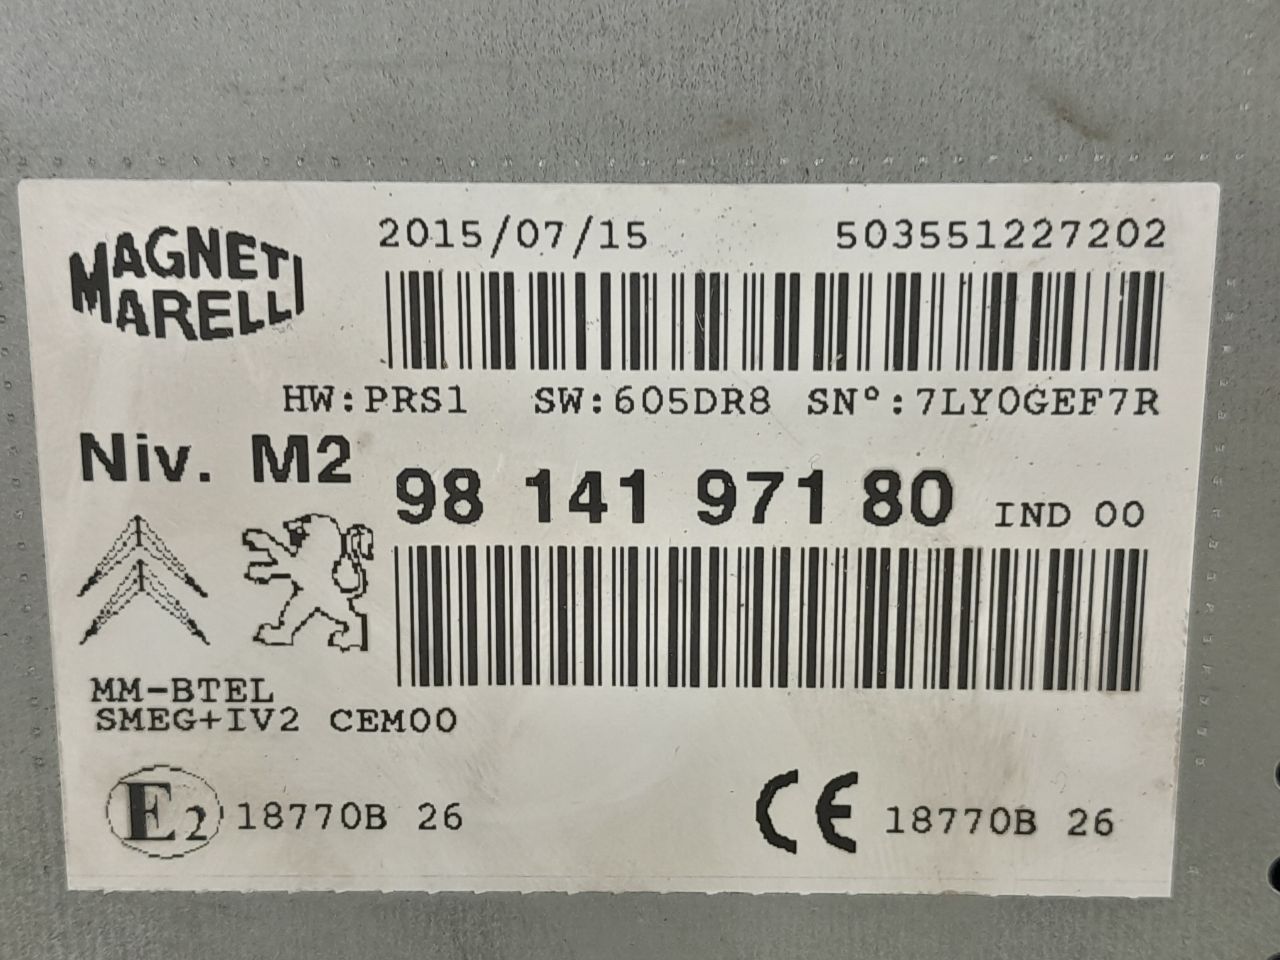 MAGNETI
MARELLI
2015/07/15 503551227202
HW:PRS1 SW:605DR8 SN°:7LY0GEF7R
Niv. M2
98 141 971 80 IND 00
MM-BTEL
SMEG+IV2 CEM00
E2 18770B 26
CE 18770B 26